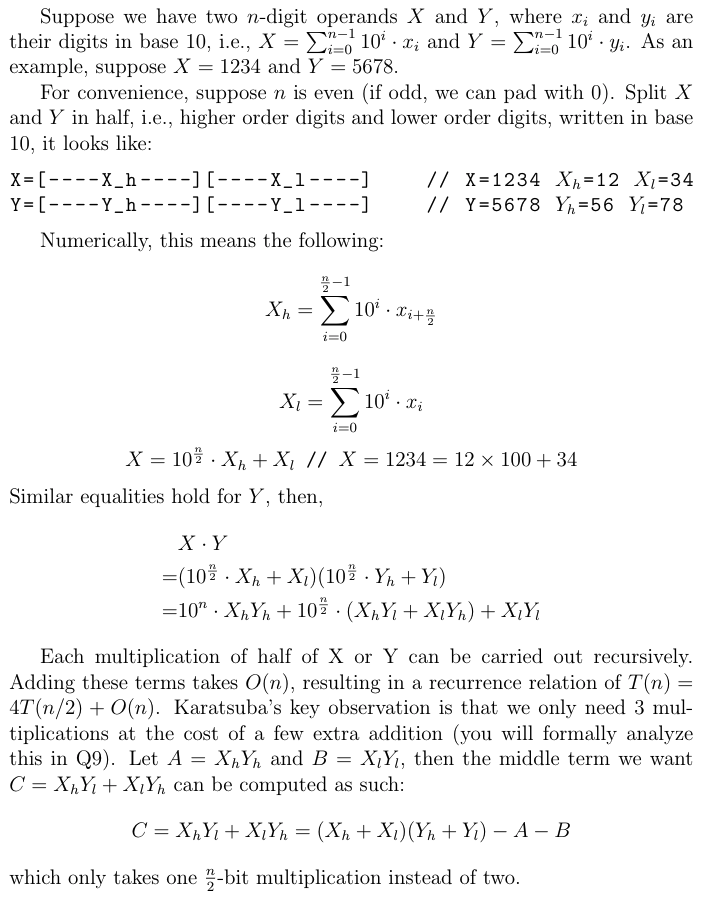 Suppose we have two n-digit operands X and Y, where xᵢ and yᵢ are
their digits in base 10, i.e., X = ∑_{i=0}^{n−1} 10^i · x_i and Y = ∑_{i=0}^{n−1} 10^i · y_i. As an
example, suppose X = 1234 and Y = 5678.
For convenience, suppose n is even (if odd, we can pad with 0). Split X
and Y in half, i.e., higher order digits and lower order digits, written in base
10, it looks like:
X=[----X_h----][----X_l----] // X=1234 X_h=12 X_l=34
Y=[----Y_h----][----Y_l----] // Y=5678 Y_h=56 Y_l=78
Numerically, this means the following:
X_h = ∑_{i=0}^{n/2−1} 10^i · x_{i+n/2}
X_l = ∑_{i=0}^{n/2−1} 10^i · x_i
X = 10^{n/2} · X_h + X_l // X = 1234 = 12 × 100 + 34
Similar equalities hold for Y, then,
X · Y
=(10^{n/2} · X_h + X_l)(10^{n/2} · Y_h + Y_l)
=10^n · X_hY_h + 10^{n/2} · (X_hY_l + X_lY_h) + X_lY_l
Each multiplication of half of X or Y can be carried out recursively.
Adding these terms takes O(n), resulting in a recurrence relation of T(n) =
4T(n/2) + O(n). Karatsuba's key observation is that we only need 3 mul-
tiplications at the cost of a few extra addition (you will formally analyze
this in Q9). Let A = X_hY_h and B = X_lY_l, then the middle term we want
C = X_hY_l + X_lY_h can be computed as such:
C = X_hY_l + X_lY_h = (X_h + X_l)(Y_h + Y_l) − A − B
which only takes one n/2-bit multiplication instead of two.